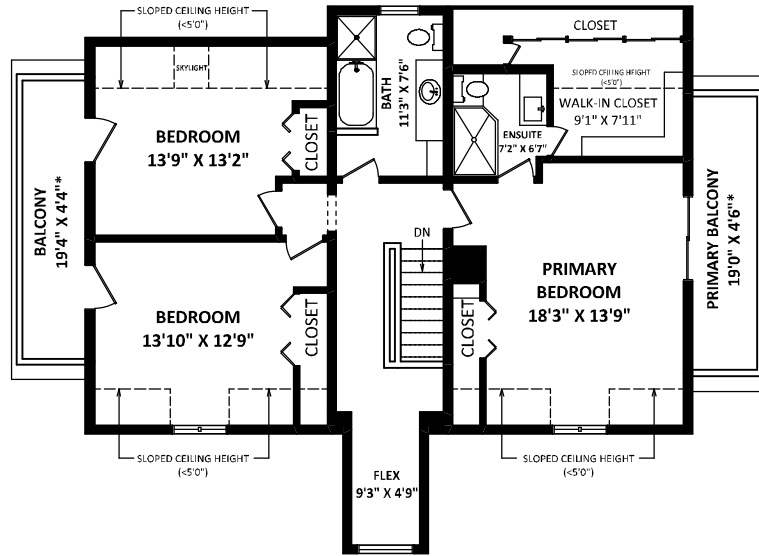 SLOPED CEILING HEIGHT
(<5'0")
SKYLIGHT
BEDROOM
13'9" X 13'2"
CLOSET
BATH
11'3" X 7'6"
CLOSET
SLOPED CEILING HEIGHT
(<5'0")
WALK-IN CLOSET
9'1" X 7'11"
ENSUITE
7'2" X 6'7"
BALCONY
19'4" X 4'4"*
PRIMARY BALCONY
19'0" X 4'6"*
DN
PRIMARY
BEDROOM
18'3" X 13'9"
BEDROOM
13'10" X 12'9"
CLOSET
CLOSET
SLOPED CEILING HEIGHT
(<5'0")
SLOPED CEILING HEIGHT
(<5'0")
FLEX
9'3" X 4'9"